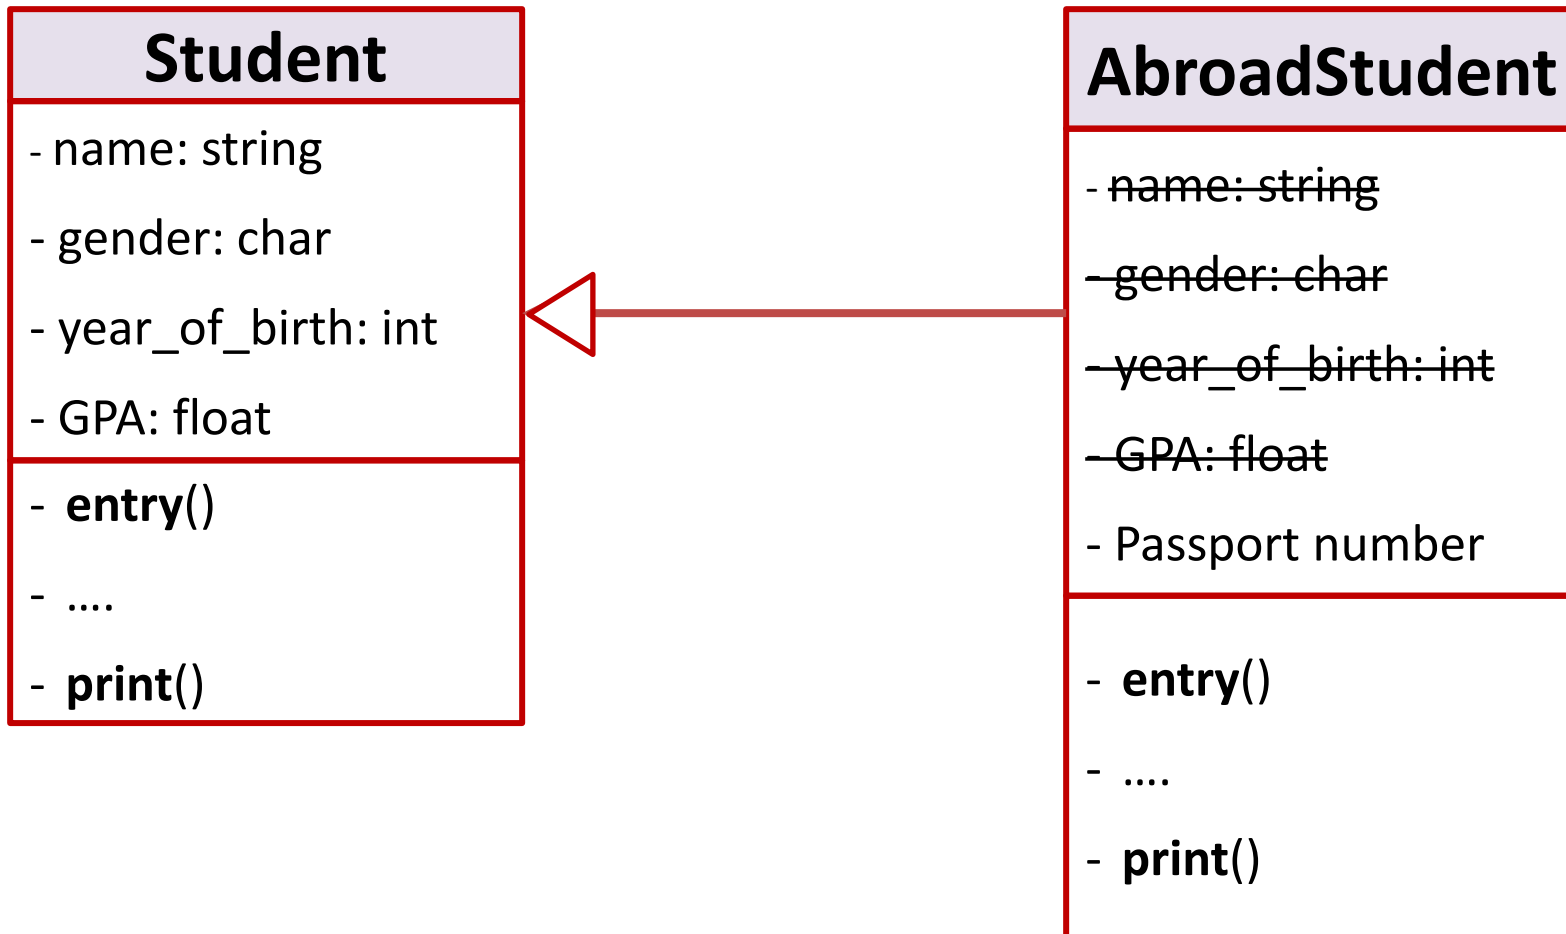 Student
- name: string
- gender: char
- year_of_birth: int
- GPA: float
- entry()
- ....
- print()
AbroadStudent
- name: string
- gender: char
- year_of_birth: int
- GPA: float
- Passport number
- entry()
- ....
- print()